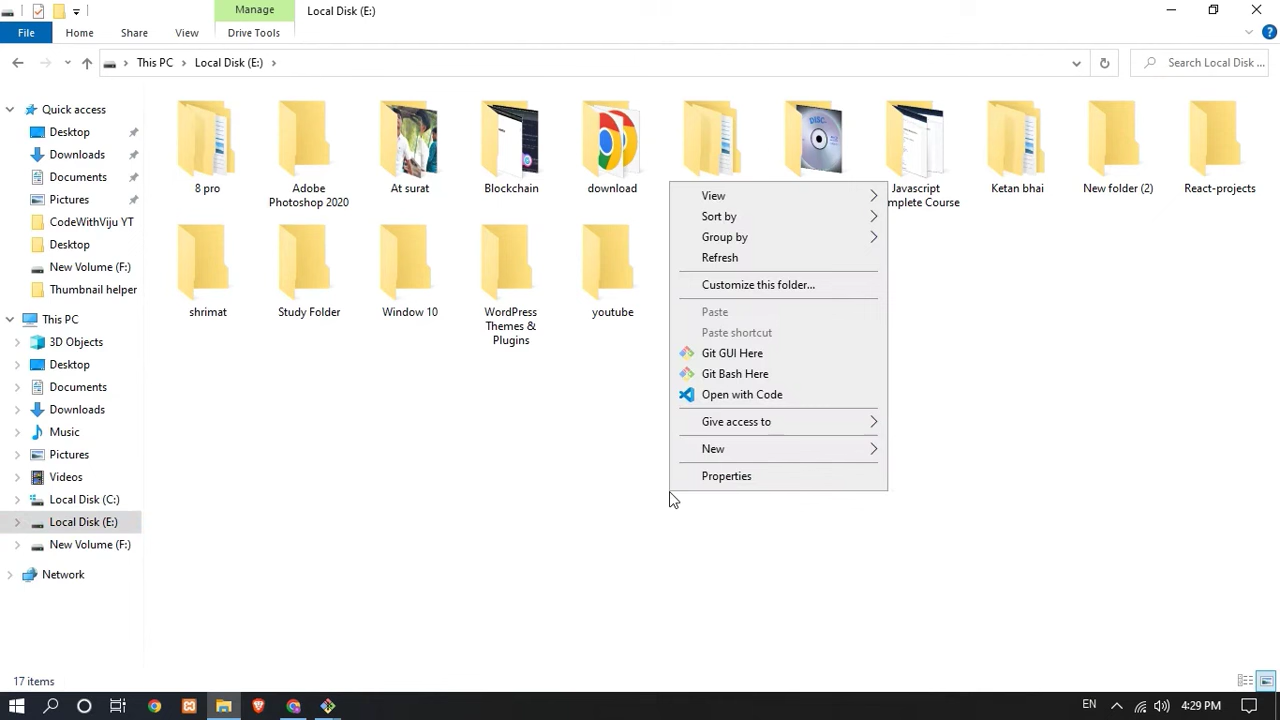 Manage
Local Disk (E:)
File
Home
Share
View
Drive Tools
This PC
Local Disk (E:)
Search Local Disk ...
Quick access
Desktop
Downloads
Documents
Pictures
CodeWithViju YT
Desktop
New Volume (F:)
Thumbnail helper
This PC
3D Objects
Desktop
Documents
Downloads
Music
Pictures
Videos
Local Disk (C:)
Local Disk (E:)
New Volume (F:)
Network
8 pro
Adobe
Photoshop 2020
At surat
Blockchain
download
DISC.
Javascript
mplete Course
Ketan bhai
New folder (2)
React-projects
shrimat
Study Folder
Window 10
WordPress
Themes &
Plugins
youtube
View
Sort by
Group by
Refresh
Customize this folder...
Paste
Paste shortcut
Git GUI Here
Git Bash Here
Open with Code
Give access to
New
Properties
17 items
EN
4:29 PM